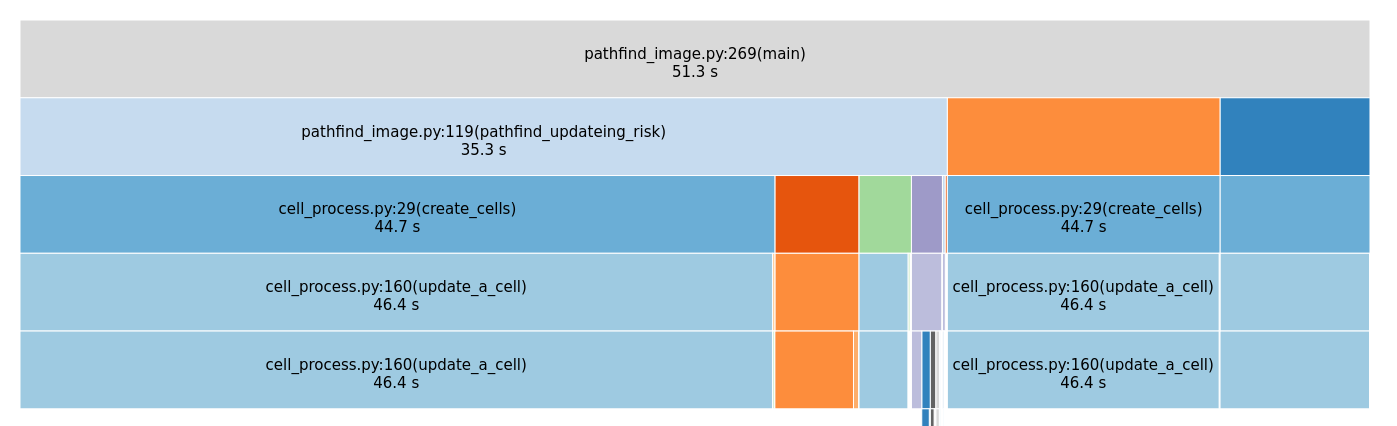 pathfind_image.py:269(main)
51.3 s
pathfind_image.py:119(pathfind_updateing_risk)
35.3 s
cell_process.py:29(create_cells)
44.7 s
cell_process.py:29(create_cells)
44.7 s
cell_process.py:160(update_a_cell)
46.4 s
cell_process.py:160(update_a_cell)
46.4 s
cell_process.py:160(update_a_cell)
46.4 s
cell_process.py:160(update_a_cell)
46.4 s